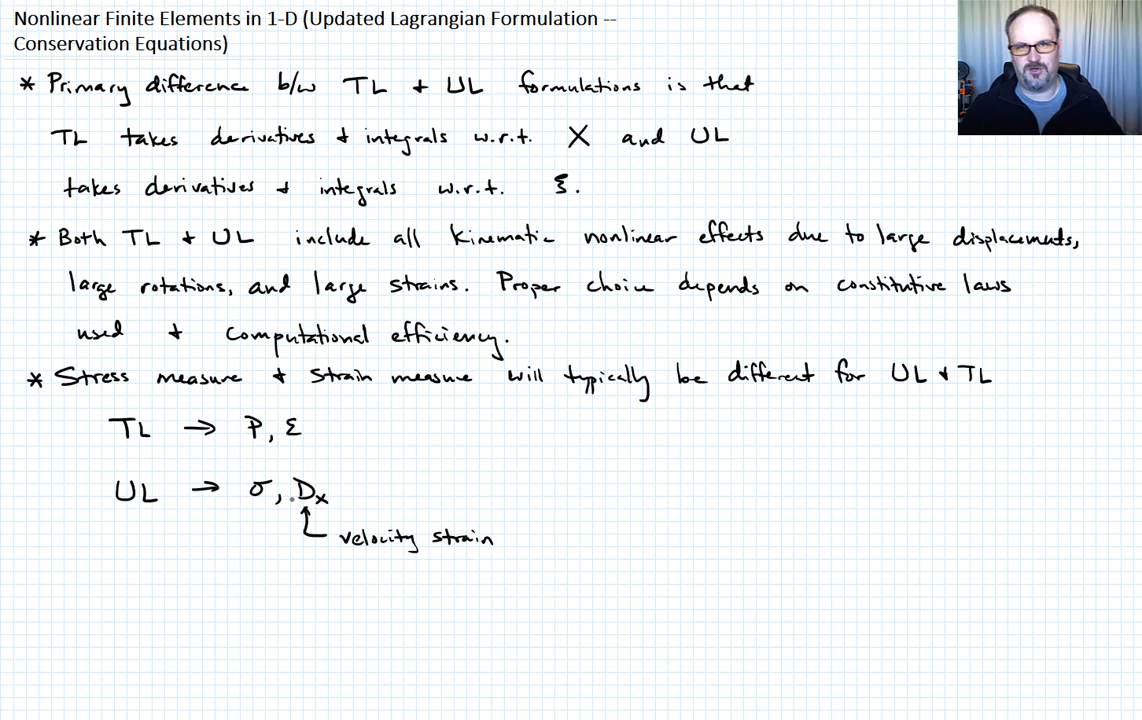 Nonlinear Finite Elements in 1-D (Updated Lagrangian Formulation --
Conservation Equations)
* Primary difference b/w TL + UL formulations is that
TL takes derivatives + integrals w.r.t. X and UL
takes derivatives + integrals w.r.t. ξ.
* Both TL + UL include all kinematic nonlinear effects due to large displacements,
large rotations, and large strains. Proper choice depends on constitutive laws
used + computational efficiency.
* Stress measure + strain measure will typically be different for UL + TL
TL → P, ε
UL → σ, Dx
velocity strain